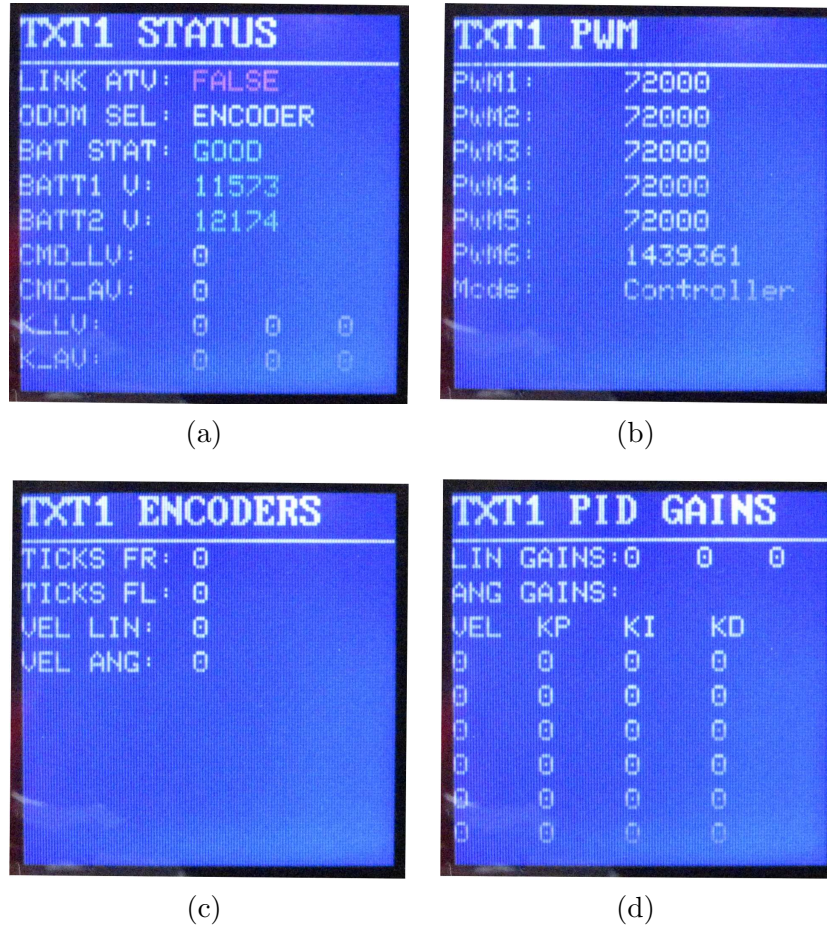 TXT1 STATUS
LINK ATV: FALSE
ODOM SEL: ENCODER
BAT STAT: GOOD
BATT1 V: 11573
BATT2 V: 12174
CMD_LV: 0
CMD_AV: 0
K_LV: 0 0 0
K_AV: 0 0 0
(a)
TXT1 PWM
PWM1: 72000
PWM2: 72000
PWM3: 72000
PWM4: 72000
PWM5: 72000
PWM6: 1439361
Mode: Controller
(b)
TXT1 ENCODERS
TICKS FR: 0
TICKS FL: 0
VEL LIN: 0
VEL ANG: 0
(c)
TXT1 PID GAINS
LIN GAINS:0 0 0
ANG GAINS:
VEL KP KI KD
0 0 0 0
0 0 0 0
0 0 0 0
0 0 0 0
0 0 0 0
0 0 0 0
(d)